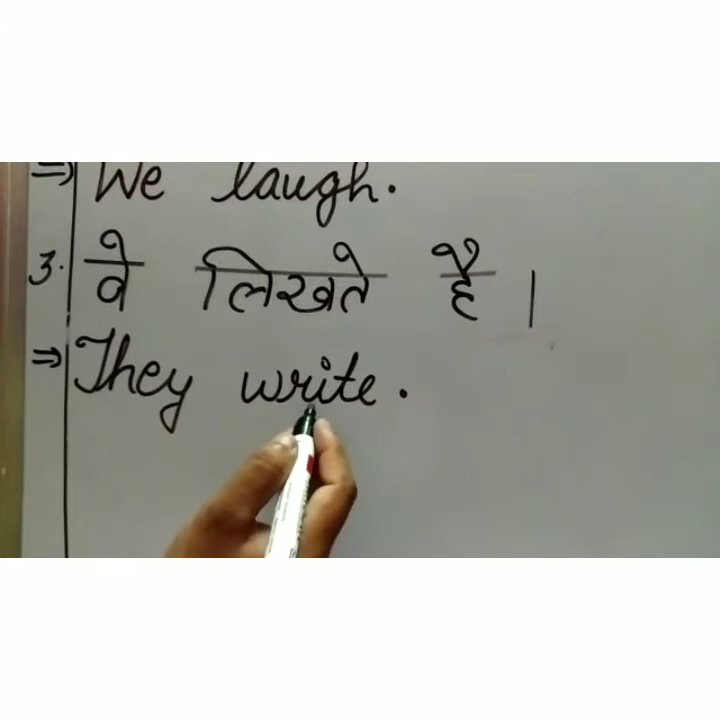 ⇒ We laugh.
3. वे लिखते है ।
⇒ They write.